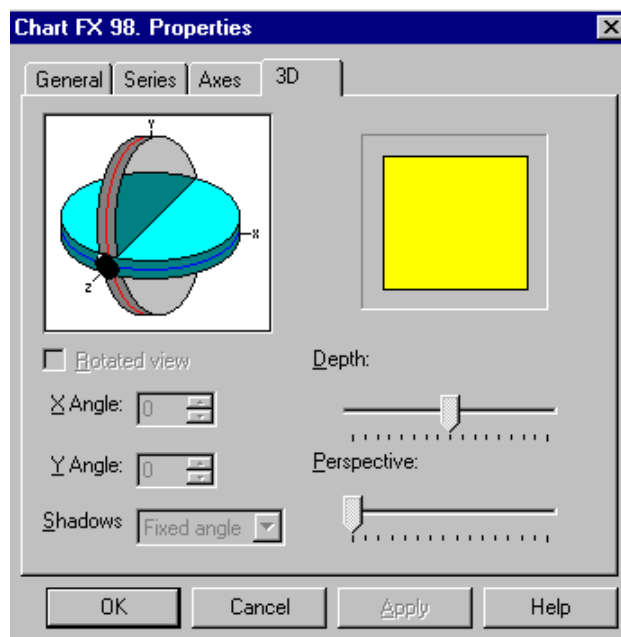 Chart FX 98. Properties
General Series Axes 3D
Y
X
Z
Rotated view
Depth:
X Angle: 0
Y Angle: 0
Perspective:
Shadows Fixed angle
OK Cancel Apply Help